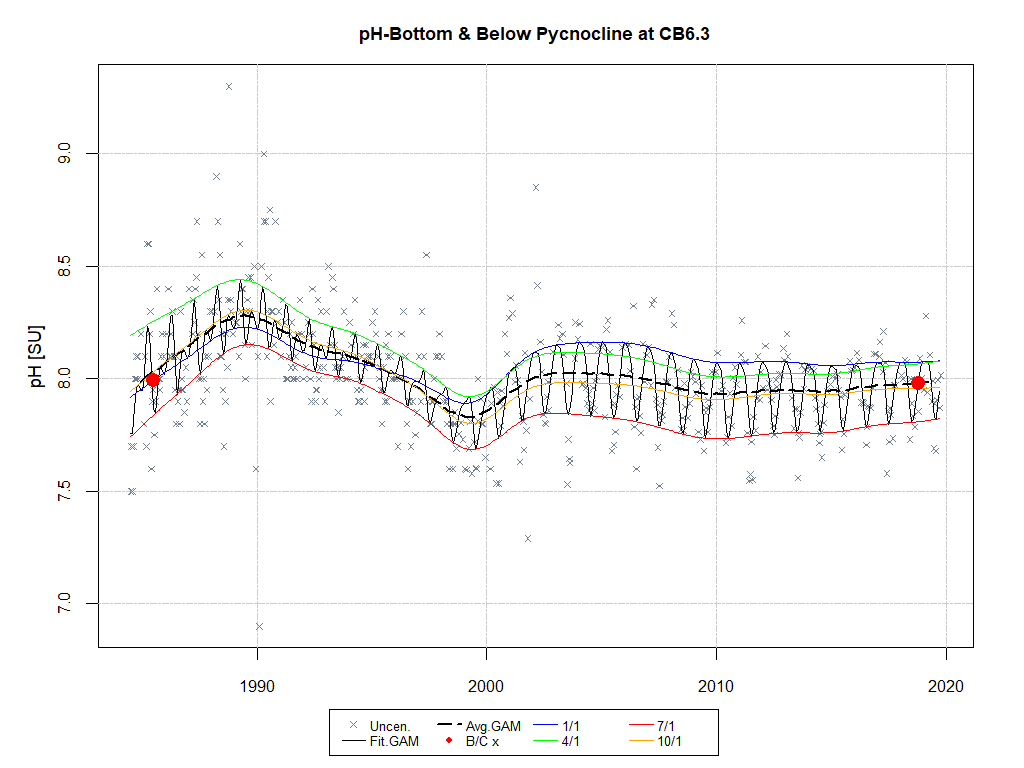 pH-Bottom & Below Pycnocline at CB6.3
pH [SU]
9.0
8.5
8.0
7.5
7.0
1990 2000 2010 2020
Uncen. Avg.GAM 1/1 7/1
Fit.GAM B/C x 4/1 10/1